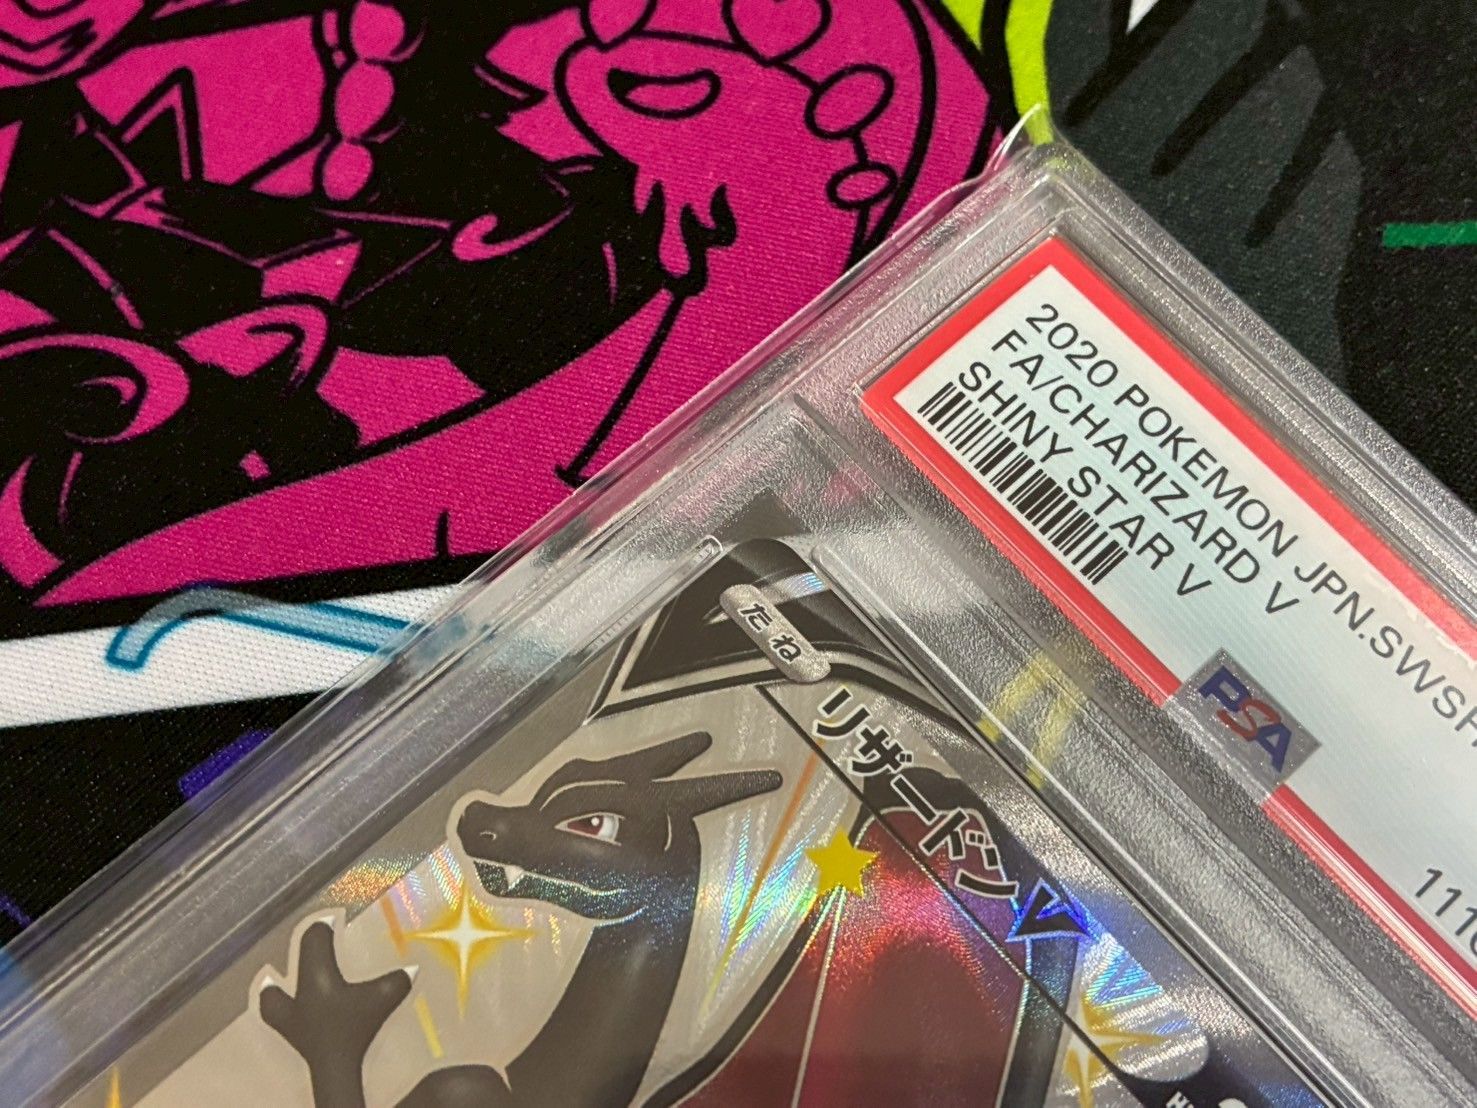 2020 POKEMON JPN.SWSH
FA/CHARIZARD V
SHINY STAR V
PSA
たね
リザードンV